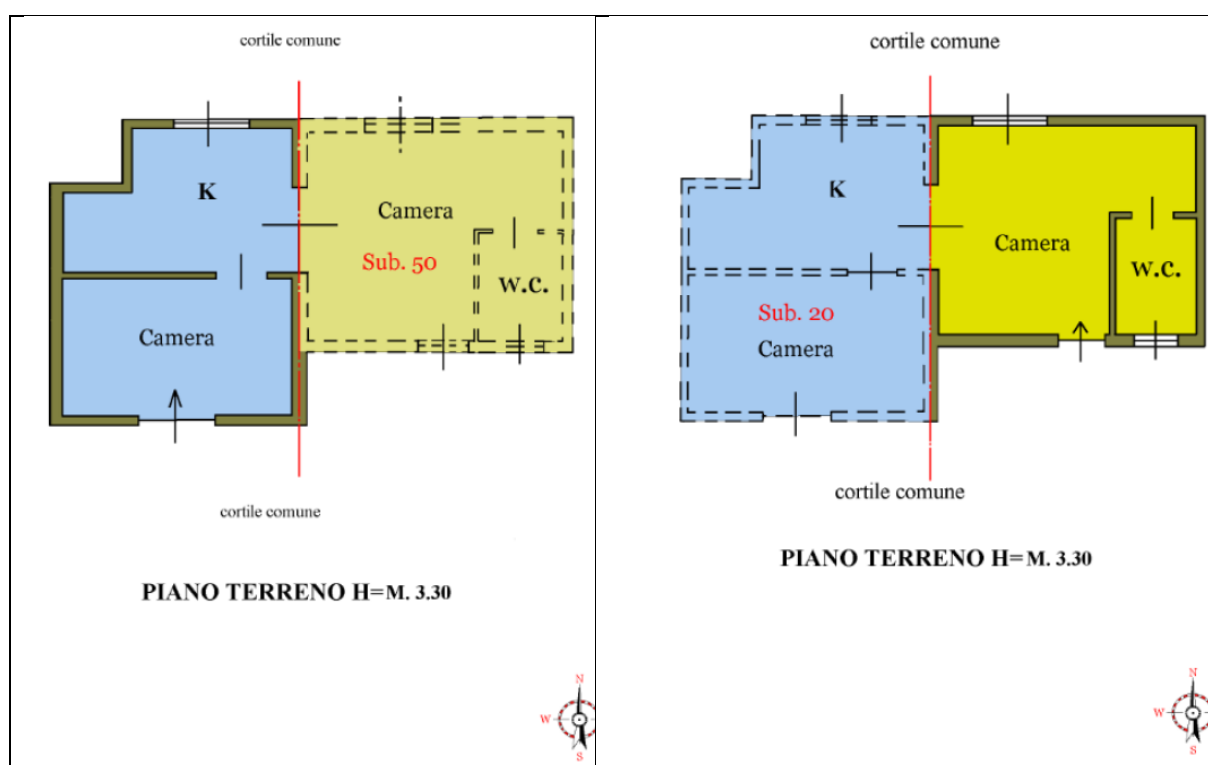 cortile comune
K
Camera
Sub. 50
w.c.
Camera
cortile comune
PIANO TERRENO H=M. 3.30
N
W
S
cortile comune
K
Camera
w.c.
Sub. 20
Camera
cortile comune
PIANO TERRENO H= M. 3.30
N
W
S